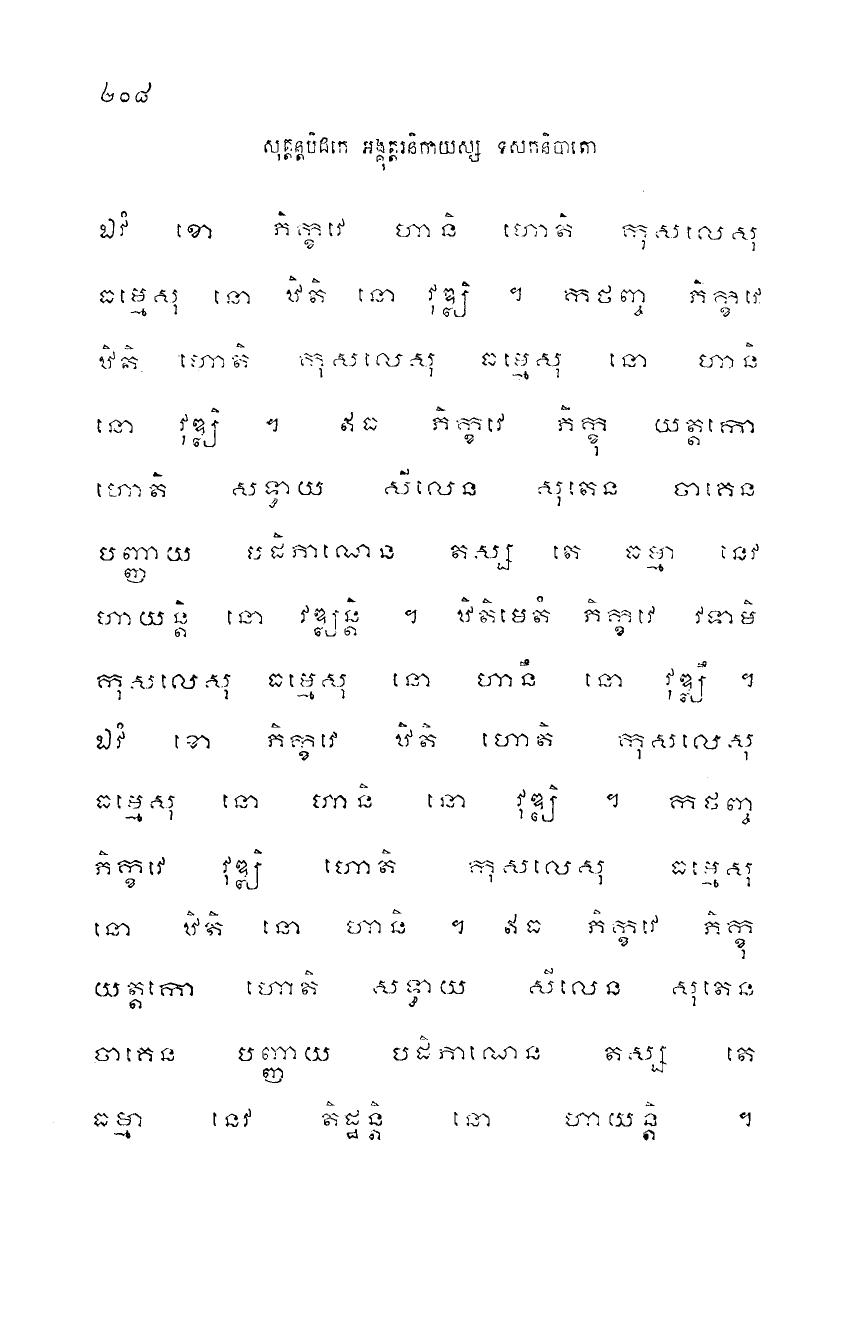 ២០៨
សុត្តន្តបិដកេ អង្គុត្តរនិកាយស្ស ទសកនិបាតោ
ឯវំ ខោ ភិក្ខវេ ហានិ ហោតិ កុសលេសុ
ធម្មេសុ នោ ឋិតិ នោ វុឌ្ឍិ ។ កថញ្ច ភិក្ខវេ
ឋិតិ ហោតិ កុសលេសុ ធម្មេសុ នោ ហានិ
នោ វុឌ្ឍិ ។ ឥធ ភិក្ខវេ ភិក្ខុ យត្តកោ
ហោតិ សទ្ធាយ សីលេន សុតេន ចាគេន
បញ្ញាយ បដិភាណេន តស្ស តេ ធម្មា នេវ
ហាយន្តិ នោ វឌ្ឍន្តិ ។ ឋិតិមេតំ ភិក្ខវេ វទាមិ
កុសលេសុ ធម្មេសុ នោ ហានឹ នោ វុឌ្ឍឹ ។
ឯវំ ខោ ភិក្ខវេ ឋិតិ ហោតិ កុសលេសុ
ធម្មេសុ នោ ហានិ នោ វុឌ្ឍិ ។ កថញ្ច
ភិក្ខវេ វុឌ្ឍិ ហោតិ កុសលេសុ ធម្មេសុ
នោ ឋិតិ នោ ហានិ ។ ឥធ ភិក្ខវេ ភិក្ខុ
យត្តកោ ហោតិ សទ្ធាយ សីលេន សុតេន
ចាគេន បញ្ញាយ បដិភាណេន តស្ស តេ
ធម្មា នេវ តិដ្ឋន្តិ នោ ហាយន្តិ ។